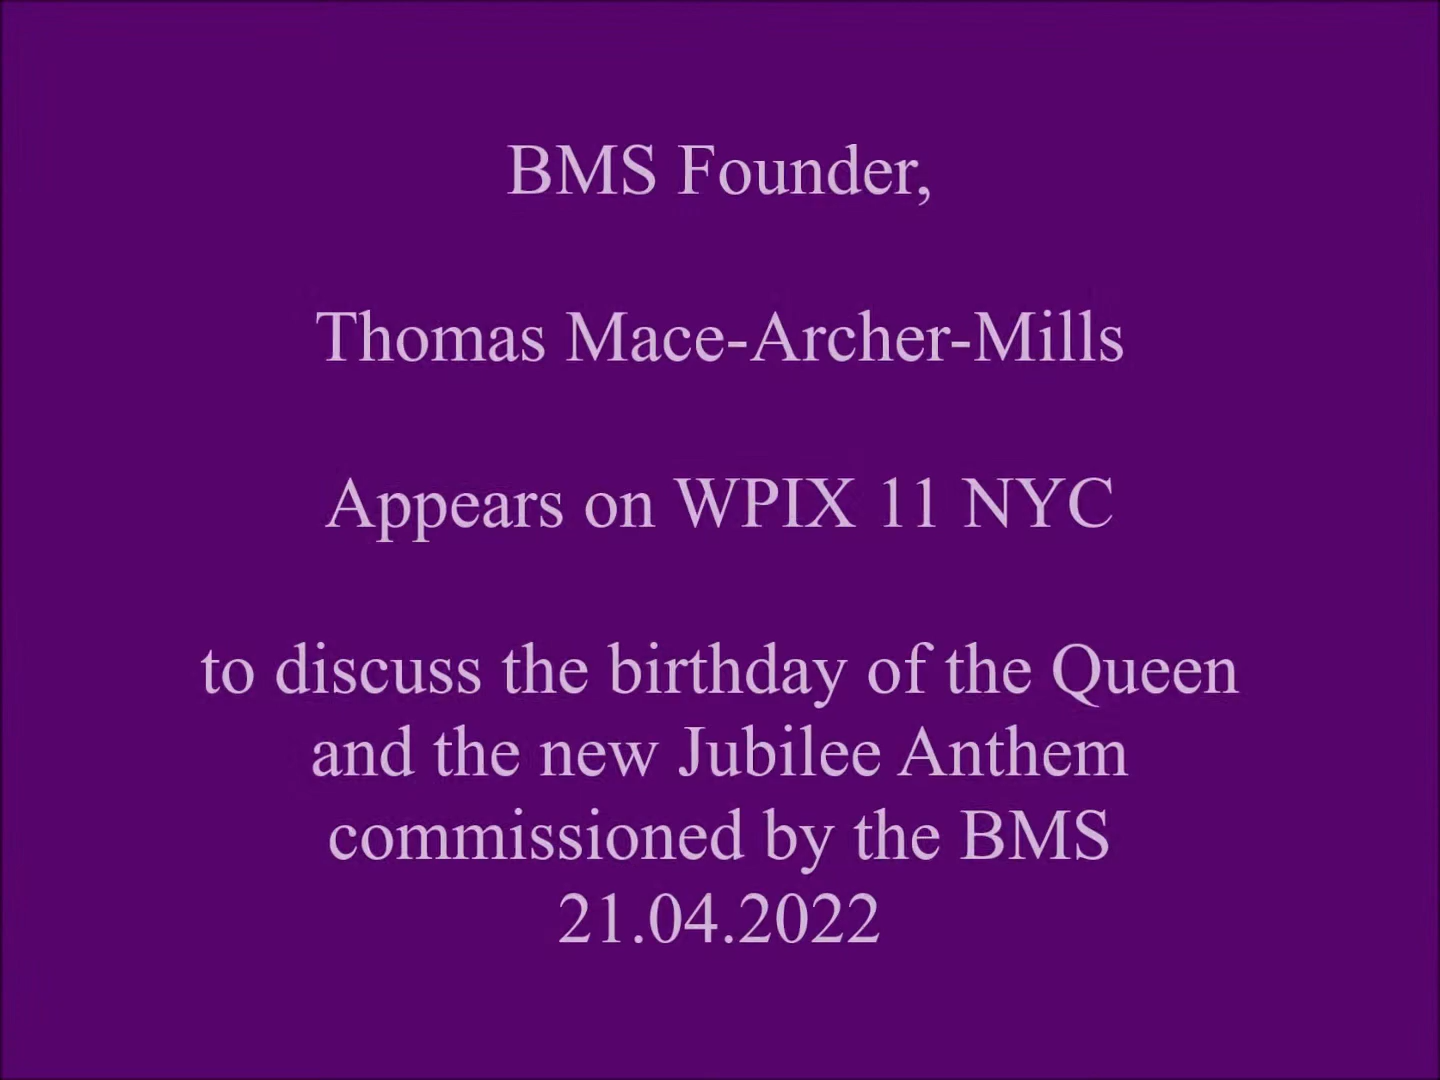 BMS Founder,
Thomas Mace-Archer-Mills
Appears on WPIX 11 NYC
to discuss the birthday of the Queen
and the new Jubilee Anthem
commissioned by the BMS
21.04.2022